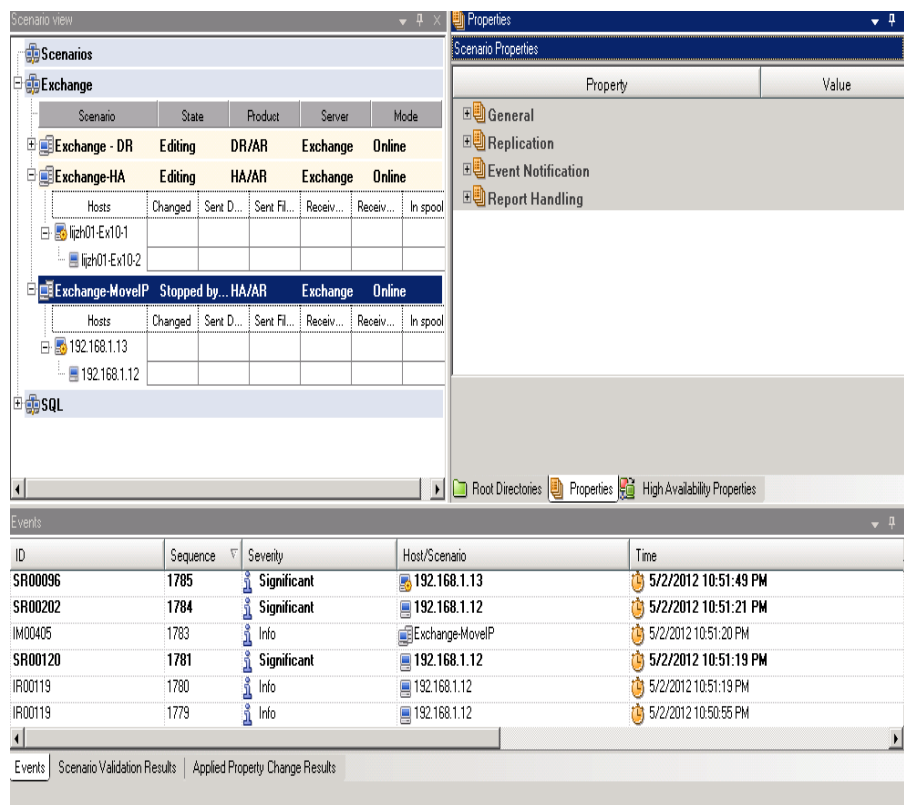 Scenario view
Scenarios
Exchange
Scenario State Product Server Mode
Exchange - DR Editing DR/AR Exchange Online
Exchange-HA Editing HA/AR Exchange Online
Hosts Changed Sent D... Sent Fil... Receiv... Receiv... In spool
lijzh01-Ex10-1
lijzh01-Ex10-2
Exchange-MoveIP Stopped by... HA/AR Exchange Online
Hosts Changed Sent D... Sent Fil... Receiv... Receiv... In spool
192.168.1.13
192.168.1.12
SQL
Properties
Scenario Properties
Property Value
General
Replication
Event Notification
Report Handling
Root Directories Properties High Availability Properties
Events
ID Sequence Severity Host/Scenario Time
SR00096 1785 Significant 192.168.1.13 5/2/2012 10:51:49 PM
SR00202 1784 Significant 192.168.1.12 5/2/2012 10:51:21 PM
IM00405 1783 Info Exchange-MoveIP 5/2/2012 10:51:20 PM
SR00120 1781 Significant 192.168.1.12 5/2/2012 10:51:19 PM
IR00119 1780 Info 192.168.1.12 5/2/2012 10:51:19 PM
IR00119 1779 Info 192.168.1.12 5/2/2012 10:50:55 PM
Events Scenario Validation Results Applied Property Change Results